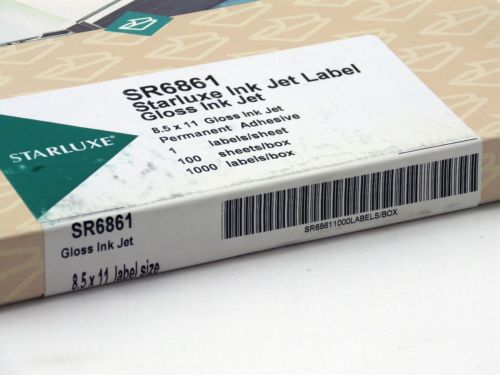 SR6861
Starluxe Ink Jet Label
Gloss Ink Jet
8.5 x 11 Gloss Ink Jet
Permanent Adhesive
1 labels/sheet
100 sheets/box
1000 labels/box
STARLUXE®
SR6861
Gloss Ink Jet
8.5 x 11 label size
SR68611000LABELS/BOX